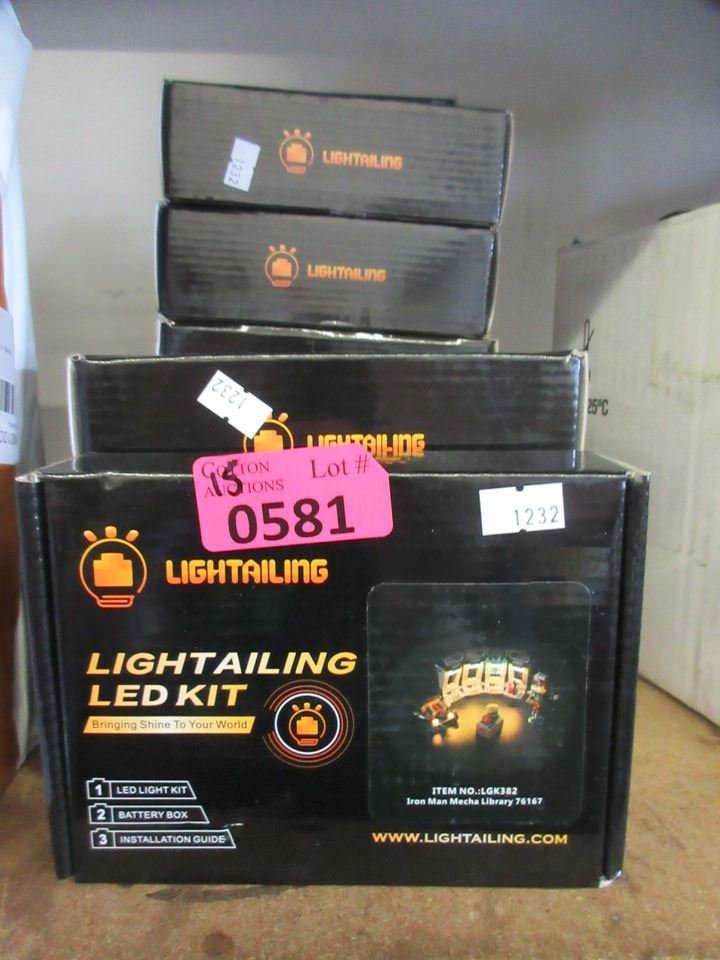 LIGHTAILING
1232
LIGHTAILING
1232
LIGHTAILING
Lot #
15
0581
1232
LIGHTAILING
LIGHTAILING
LED KIT
Bringing Shine To Your World
1 LED LIGHT KIT
2 BATTERY BOX
3 INSTALLATION GUIDE
ITEM NO.:LGK382
Iron Man Mecha Library 76167
WWW.LIGHTAILING.COM
25°C